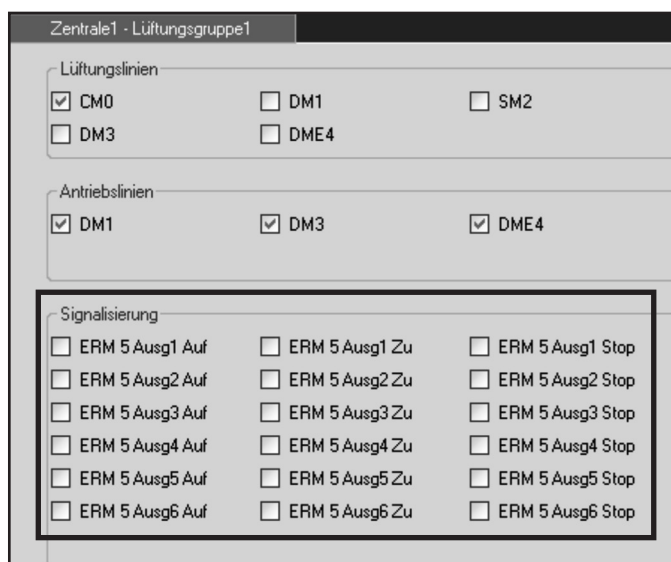 Zentrale1 - Lüftungsgruppe1
Lüftungslinien
CM0 DM1 SM2
DM3 DME4
Antriebslinien
DM1 DM3 DME4
Signalisierung
ERM 5 Ausg1 Auf ERM 5 Ausg1 Zu ERM 5 Ausg1 Stop
ERM 5 Ausg2 Auf ERM 5 Ausg2 Zu ERM 5 Ausg2 Stop
ERM 5 Ausg3 Auf ERM 5 Ausg3 Zu ERM 5 Ausg3 Stop
ERM 5 Ausg4 Auf ERM 5 Ausg4 Zu ERM 5 Ausg4 Stop
ERM 5 Ausg5 Auf ERM 5 Ausg5 Zu ERM 5 Ausg5 Stop
ERM 5 Ausg6 Auf ERM 5 Ausg6 Zu ERM 5 Ausg6 Stop